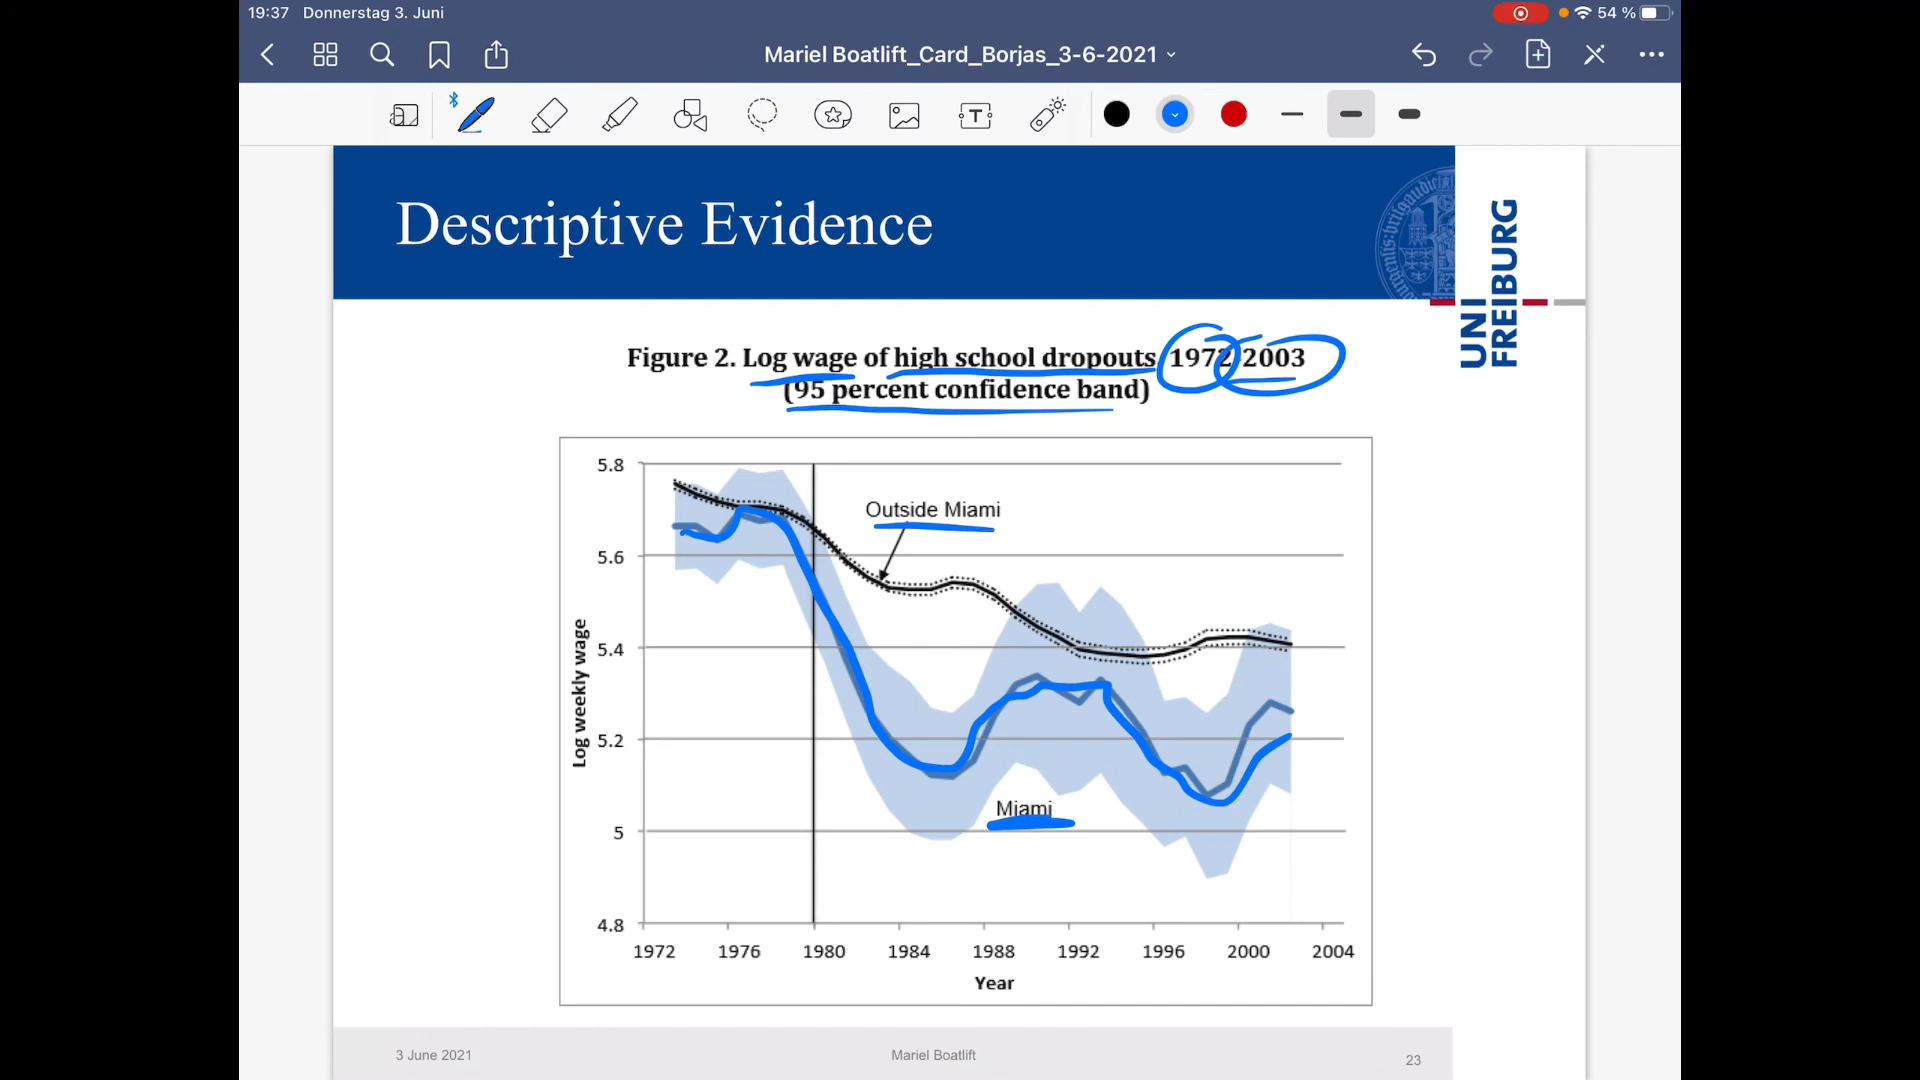 19:37 Donnerstag 3. Juni
54 %
Mariel Boatlift_Card_Borjas_3-6-2021
T
Descriptive Evidence
UNI
FREIBURG
Figure 2. Log wage of high school dropouts 1972 2003
(95 percent confidence band)
5.8
5.6
5.4
5.2
5
4.8
Log weekly wage
Outside Miami
Miami
1972 1976 1980 1984 1988 1992 1996 2000 2004
Year
3 June 2021
Mariel Boatlift
23